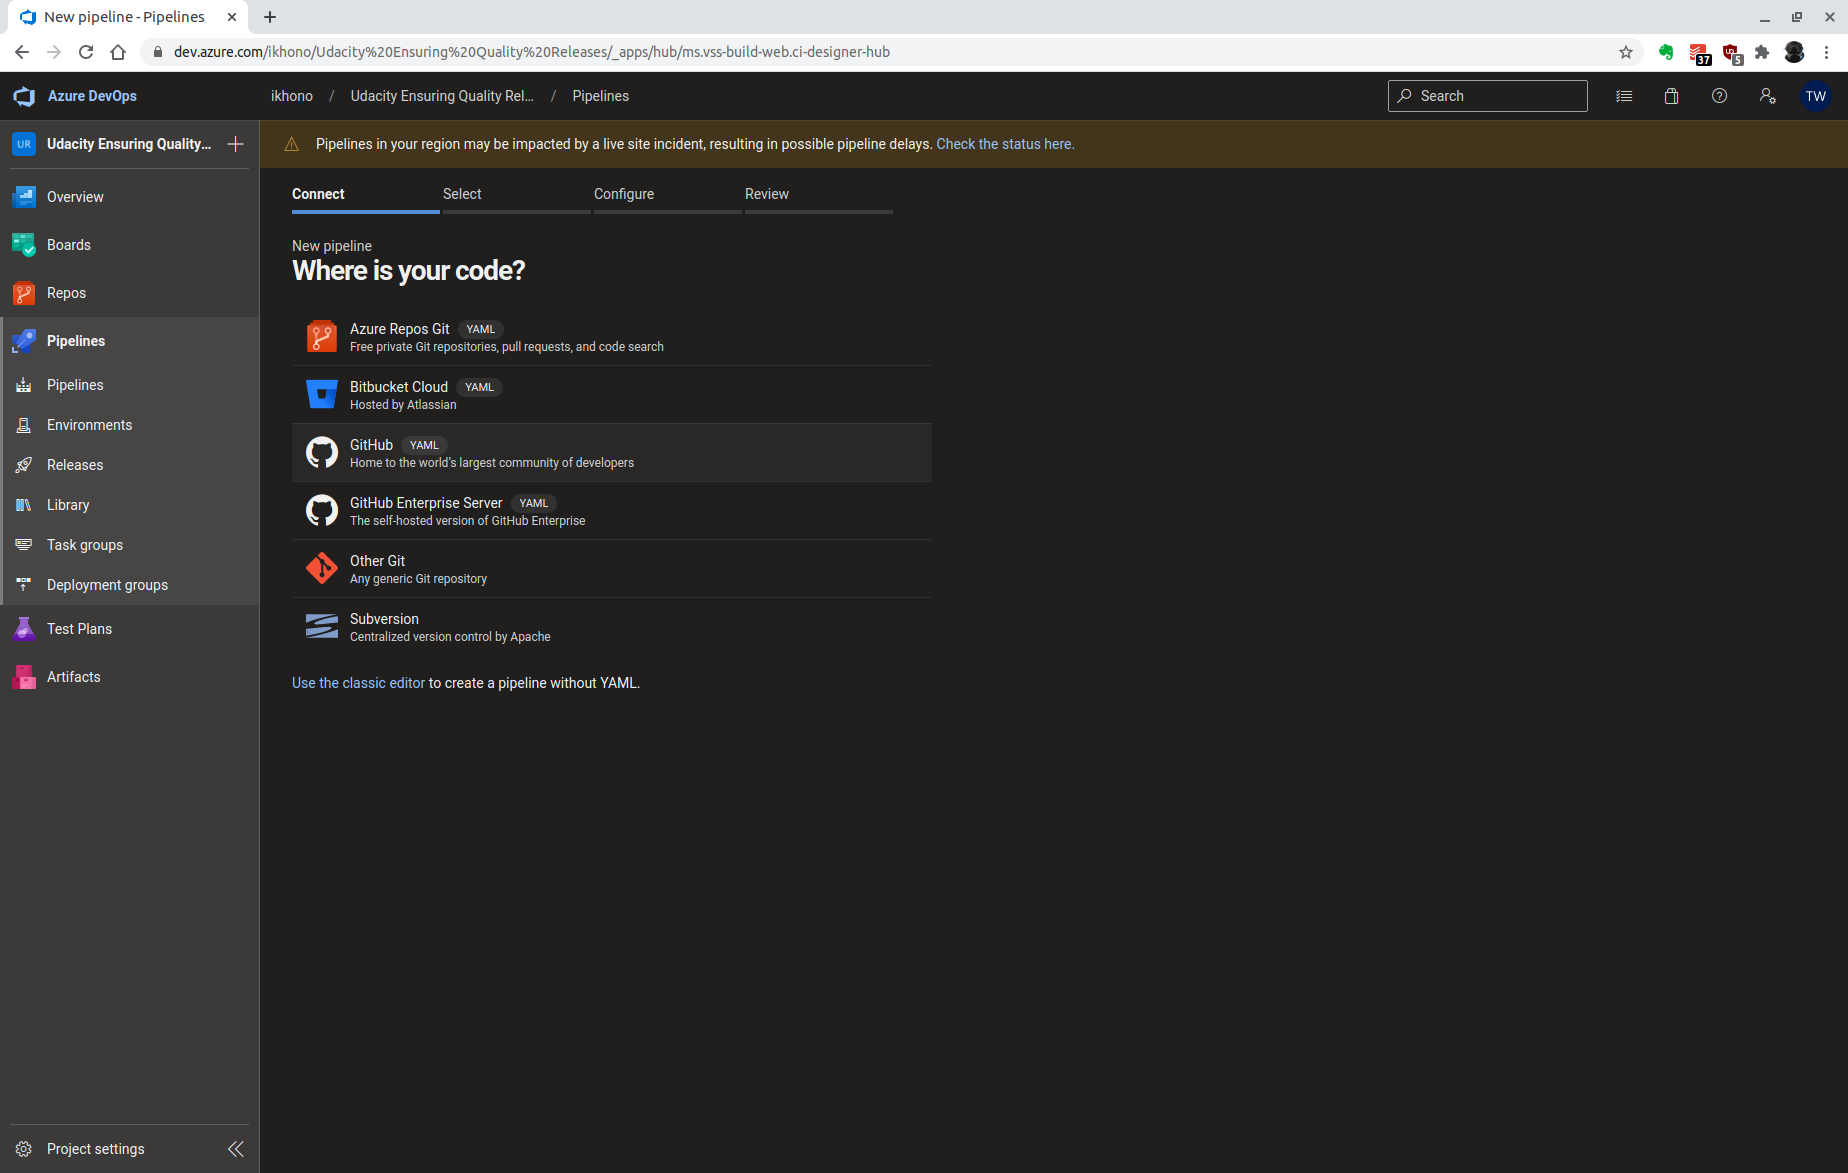 New pipeline - Pipelines
dev.azure.com/ikhono/Udacity%20Ensuring%20Quality%20Releases/_apps/hub/ms.vss-build-web.ci-designer-hub
37
5
Azure DevOps
ikhono / Udacity Ensuring Quality Rel... / Pipelines
Search
TW
UR
Udacity Ensuring Quality...
Pipelines in your region may be impacted by a live site incident, resulting in possible pipeline delays. Check the status here.
Overview
Boards
Repos
Pipelines
Pipelines
Environments
Releases
Library
Task groups
Deployment groups
Test Plans
Artifacts
Project settings
Connect
Select
Configure
Review
New pipeline
Where is your code?
Azure Repos Git YAML
Free private Git repositories, pull requests, and code search
Bitbucket Cloud YAML
Hosted by Atlassian
GitHub YAML
Home to the world's largest community of developers
GitHub Enterprise Server YAML
The self-hosted version of GitHub Enterprise
Other Git
Any generic Git repository
Subversion
Centralized version control by Apache
Use the classic editor to create a pipeline without YAML.